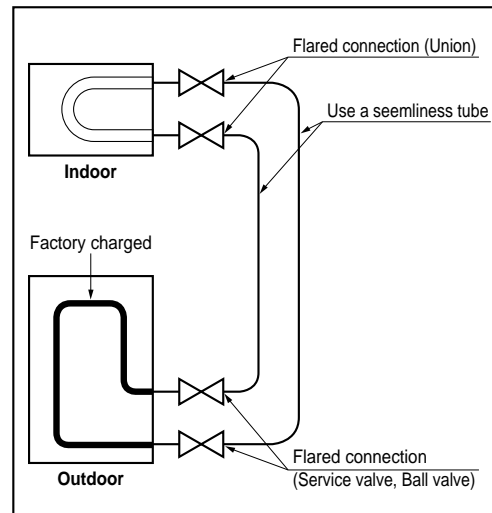 Flared connection (Union)
Use a seemliness tube
Indoor
Factory charged
Outdoor
Flared connection
(Service valve, Ball valve)